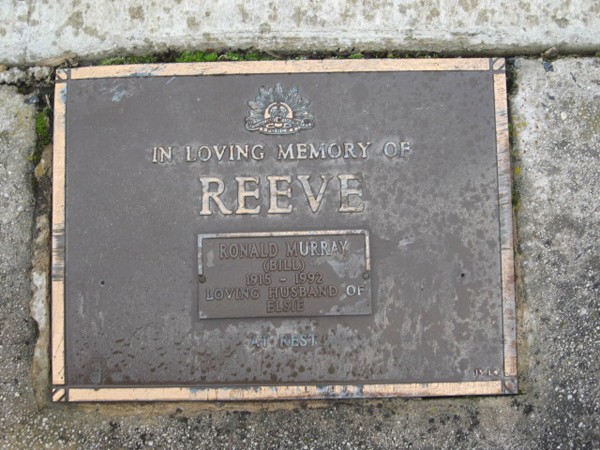 IN LOVING MEMORY OF
REEVE
RONALD MURRAY
(BILL)
1915 - 1992
LOVING HUSBAND OF
ELSIE
AT REST